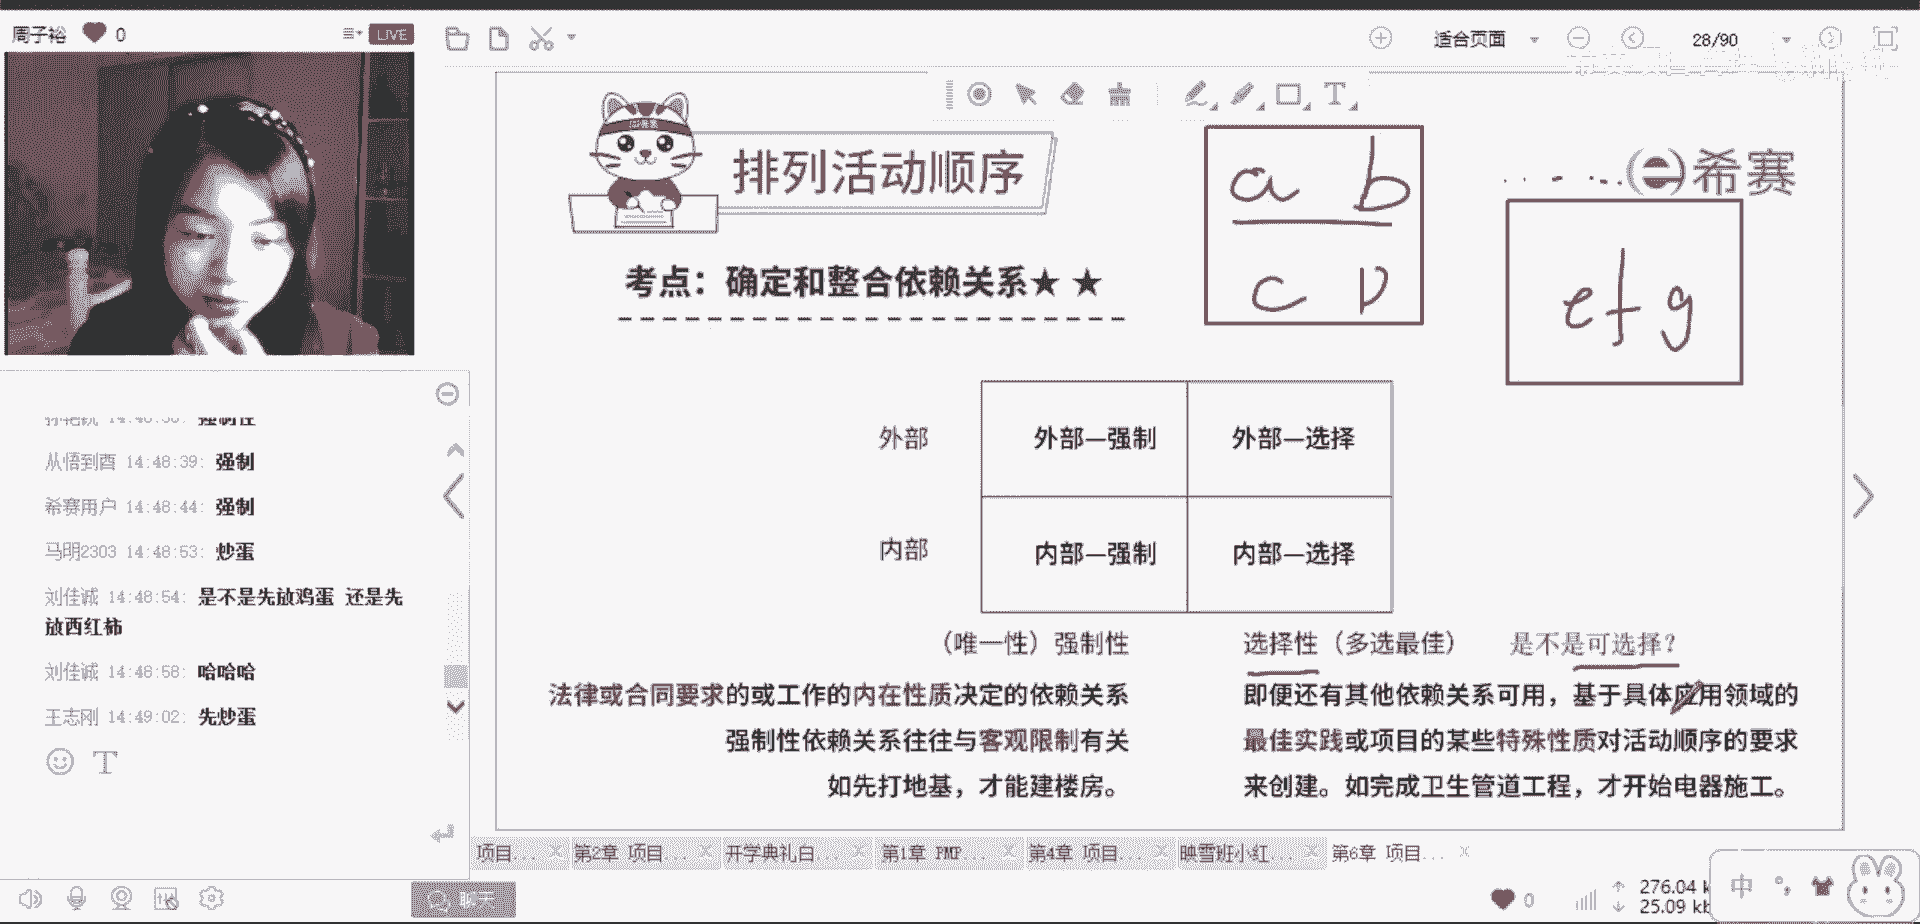 周子裕 0 LIVE
适合页面 28/90
排列活动顺序
希赛
a b
c D
e f g
考点：确定和整合依赖关系★ ★
外部 外部—强制 外部—选择
内部 内部—强制 内部—选择
（唯一性）强制性
法律或合同要求的或工作的内在性质决定的依赖关系
强制性依赖关系往往与客观限制有关
如先打地基，才能建楼房。
选择性（多选最佳） 是不是可选择？
即便还有其他依赖关系可用，基于具体应用领域的
最佳实践或项目的某些特殊性质对活动顺序的要求
来创建。如完成卫生管道工程，才开始电器施工。
从悟到酉 14:48:39: 强制
希赛用户 14:48:44: 强制
马明2303 14:48:53: 炒蛋
刘佳诚 14:48:54: 是不是先放鸡蛋 还是先
放西红柿
刘佳诚 14:48:58: 哈哈哈
王志刚 14:49:02: 先炒蛋
T
聊天
项目... 第2章 项目... 开学典礼白... 第1章 PMP... 第4章 项目... 映雪班小红... 第6章 项目...
0
276.04 k
25.09 kb
中